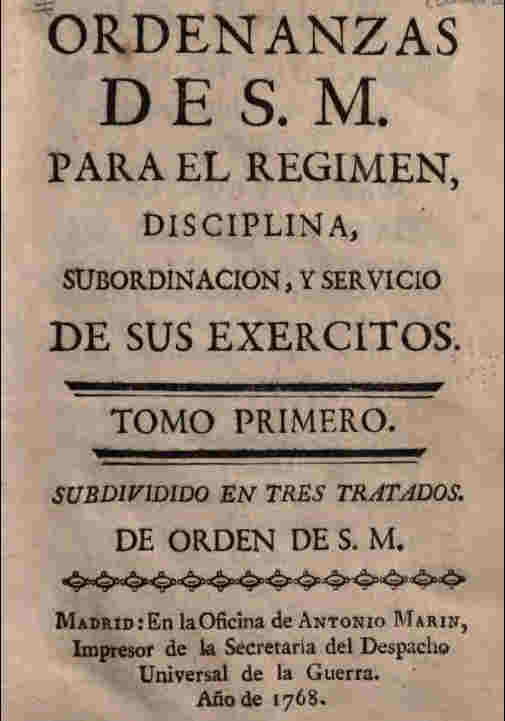 ORDENANZAS
DE S. M.
PARA EL REGIMEN,
DISCIPLINA,
SUBORDINACION, Y SERVICIO
DE SUS EXERCITOS.
TOMO PRIMERO.
SUBDIVIDIDO EN TRES TRATADOS.
DE ORDEN DE S. M.
MADRID: En la Oficina de ANTONIO MARIN,
Impresor de la Secretaría del Despacho
Universal de la Guerra.
Año de 1768.